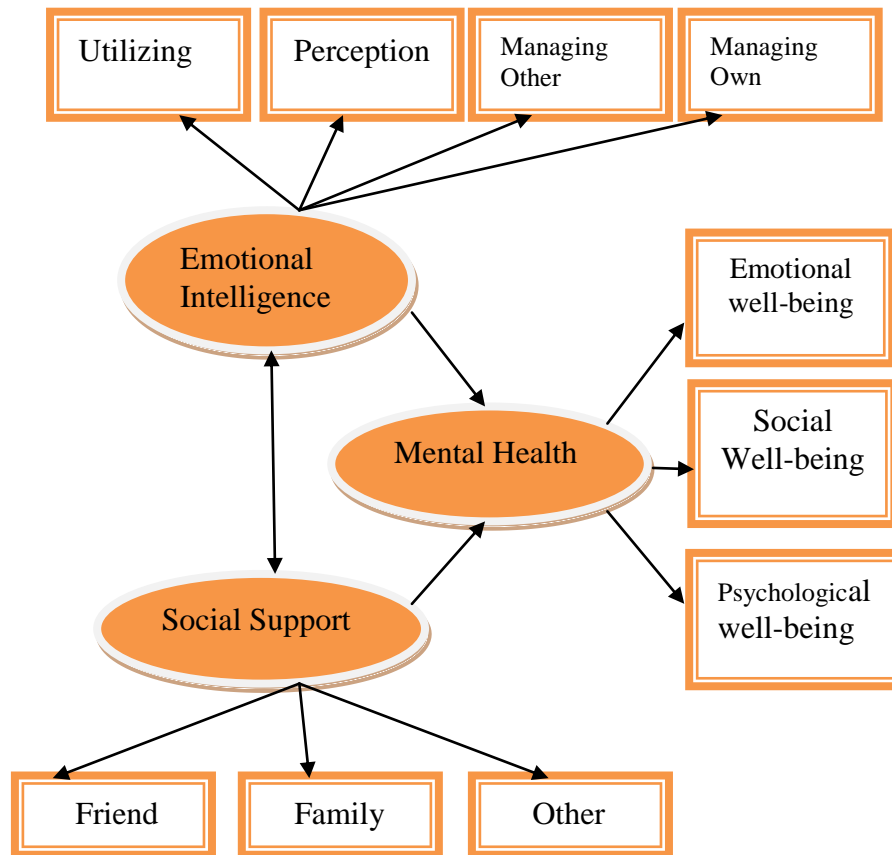 Utilizing
Perception
Managing
Other
Managing
Own
Emotional
Intelligence
Emotional
well-being
Mental Health
Social
Well-being
Social Support
Psychological
well-being
Friend
Family
Other